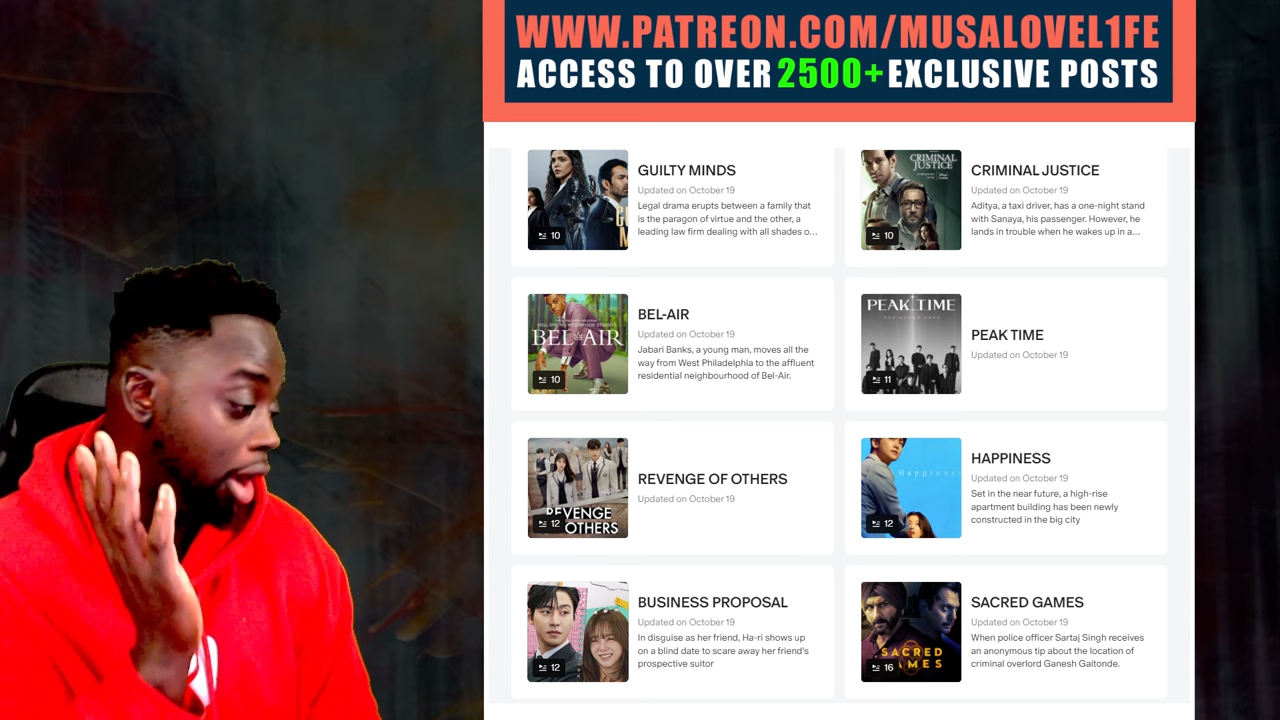 WWW.PATREON.COM/MUSALOVEL1FE
ACCESS TO OVER 2500+ EXCLUSIVE POSTS
10
GUILTY MINDS
Updated on October 19
Legal drama erupts between a family that
is the paragon of virtue and the other, a
leading law firm dealing with all shades o...
CRIMINAL
JUSTICE
10
CRIMINAL JUSTICE
Updated on October 19
Aditya, a taxi driver, has a one-night stand
with Sanaya, his passenger. However, he
lands in trouble when he wakes up in a...
BEL-AIR
10
BEL-AIR
Updated on October 19
Jabari Banks, a young man, moves all the
way from West Philadelphia to the affluent
residential neighbourhood of Bel-Air.
PEAK TIME
11
PEAK TIME
Updated on October 19
REVENGE
OTHERS
12
REVENGE OF OTHERS
Updated on October 19
Happiness
12
HAPPINESS
Updated on October 19
Set in the near future, a high-rise
apartment building has been newly
constructed in the big city
12
BUSINESS PROPOSAL
Updated on October 19
In disguise as her friend, Ha-ri shows up
on a blind date to scare away her friend's
prospective suitor
SACRED
16
SACRED GAMES
Updated on October 19
When police officer Sartaj Singh receives
an anonymous tip about the location of
criminal overlord Ganesh Gaitonde.